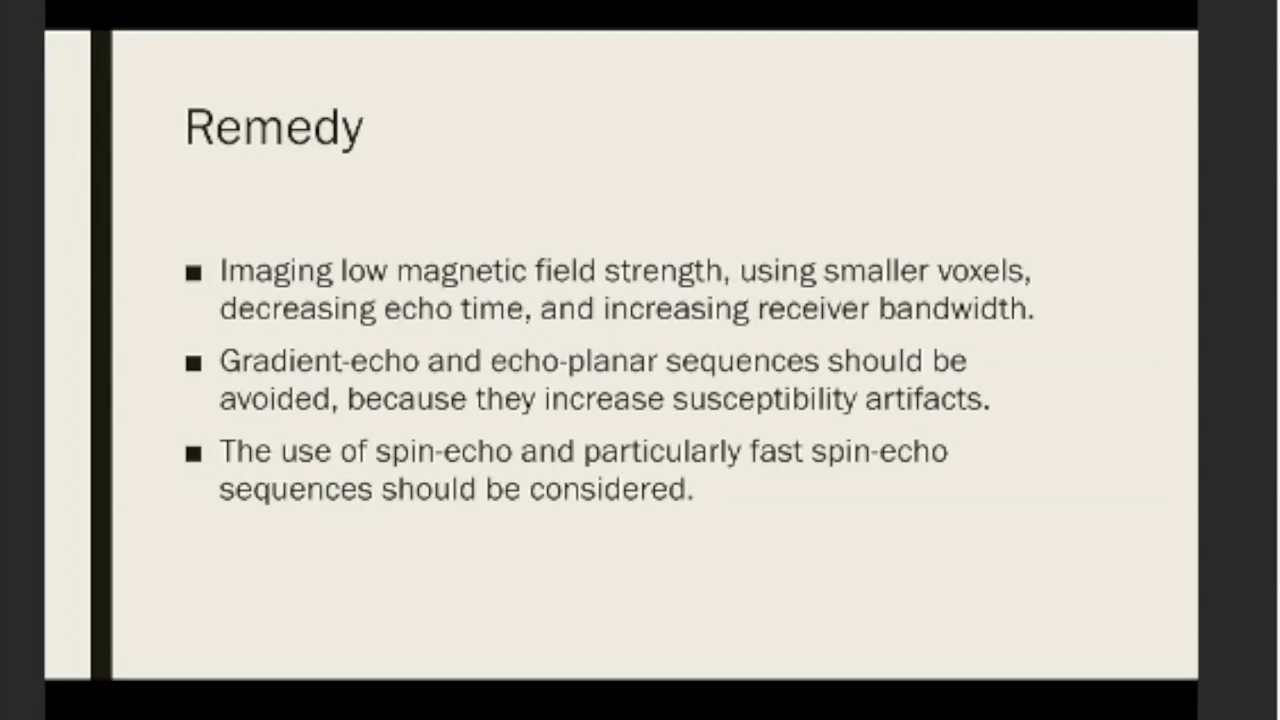 Remedy
■ Imaging low magnetic field strength, using smaller voxels,
decreasing echo time, and increasing receiver bandwidth.
■ Gradient-echo and echo-planar sequences should be
avoided, because they increase susceptibility artifacts.
■ The use of spin-echo and particularly fast spin-echo
sequences should be considered.